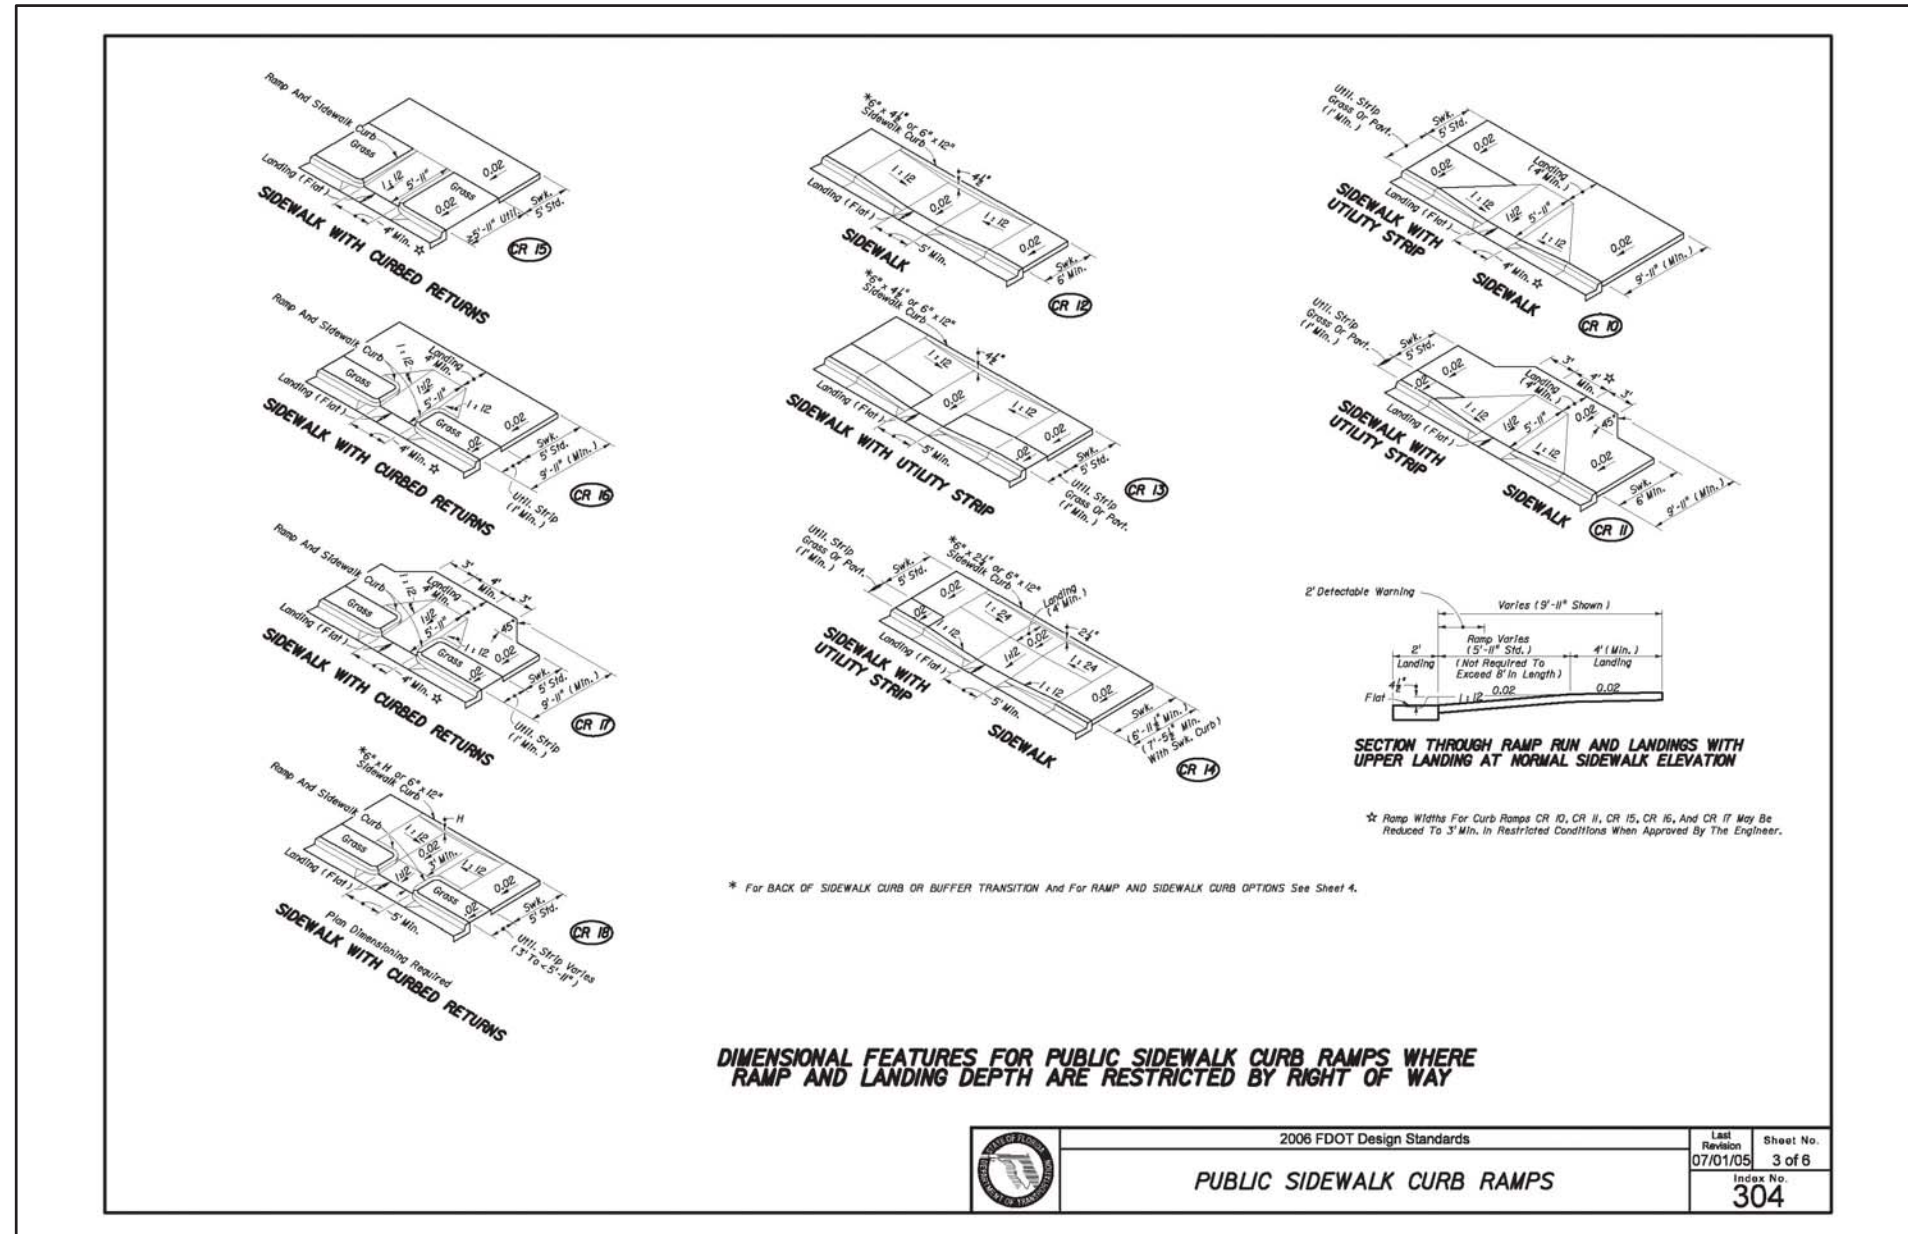 Ramp And Sidewalk Curb
Grass
Landing (Flat)
1:12
5'-11"
Grass
0.02
0.02
4' Min. ☆
≥5'-11" Util.
Swk.
5' Std.
SIDEWALK WITH CURBED RETURNS
CR 15
Ramp And Sidewalk Curb
1:12
Landing
4' Min.
Grass
Landing (Flat)
1:12
5'-11"
1:12
Grass
.02
0.02
4' Min. ☆
Swk.
5' Std.
9'-11" (Min.)
Util. Strip
(1' Min.)
SIDEWALK WITH CURBED RETURNS
CR 16
Ramp And Sidewalk Curb
3'
4'
Min.
3'
1:12
Landing
4' Min.
Grass
Landing (Flat)
1:12
5'-11"
45°
1:12
Grass
.02
0.02
4' Min. ☆
Swk.
5' Std.
9'-11" (Min.)
Util. Strip
(1' Min.)
SIDEWALK WITH CURBED RETURNS
CR 17
*6" x H or 6" x 12"
Sidewalk Curb
Ramp And Sidewalk Curb
H
1:12
0.02
3' Min.
Grass
Landing (Flat)
1:12
1:12
Grass
.02
0.02
5' Min.
Swk.
5' Std.
Util. Strip Varies
(3' To <5'-11")
Plan Dimensioning Required
SIDEWALK WITH CURBED RETURNS
CR 18
*6" x 4½" or 6" x 12"
Sidewalk Curb
4½"
1:12
0.02
1:12
0.02
Landing (Flat)
5' Min.
Swk.
6' Min.
SIDEWALK
CR 12
*6" x 4½" or 6" x 12"
Sidewalk Curb
4½"
1:12
0.02
1:12
0.02
.02
Landing (Flat)
5' Min.
Swk.
5' Std.
Util. Strip
Grass Or Pavt.
(1' Min.)
SIDEWALK WITH UTILITY STRIP
CR 13
Util. Strip
Grass Or Pavt.
(1' Min.)
Swk.
5' Std.
*6" x 2¼" or 6" x 12"
Sidewalk Curb
Landing
(4' Min.)
2¼"
0.02
.02
1:24
1:12
0.02
1:12
1:24
1:12
0.02
Landing (Flat)
5' Min.
Swk.
(6'-11½" Min.)
(7'-5½" Min.
With Swk. Curb)
SIDEWALK WITH
UTILITY STRIP
SIDEWALK
CR 14
Util. Strip
Grass Or Pavt.
(1' Min.)
Swk.
5' Std.
0.02
0.02
Landing
(4' Min.)
1:12
1:12
5'-11"
1:12
0.02
Landing (Flat)
4' Min. ☆
9'-11" (Min.)
SIDEWALK WITH
UTILITY STRIP
SIDEWALK
CR 10
Util. Strip
Grass Or Pavt.
(1' Min.)
Swk.
5' Std.
3'
4' ☆
Min.
3'
.02
0.02
Landing
(4' Min.)
0.02
45°
1:12
1:12
5'-11"
1:12
0.02
Landing (Flat)
Swk.
6' Min.
9'-11" (Min.)
SIDEWALK WITH
UTILITY STRIP
SIDEWALK
CR 11
2' Detectable Warning
Varies (9'-11" Shown)
2'
Landing
Ramp Varies
(5'-11" Std.)
(Not Required To
Exceed 8' In Length)
4' (Min.)
Landing
4½"
Flat
1:12
0.02
0.02
SECTION THROUGH RAMP RUN AND LANDINGS WITH
UPPER LANDING AT NORMAL SIDEWALK ELEVATION
☆ Ramp Widths For Curb Ramps CR 10, CR 11, CR 15, CR 16, And CR 17 May Be
Reduced To 3' Min. In Restricted Conditions When Approved By The Engineer.
* For BACK OF SIDEWALK CURB OR BUFFER TRANSITION And For RAMP AND SIDEWALK CURB OPTIONS See Sheet 4.
DIMENSIONAL FEATURES FOR PUBLIC SIDEWALK CURB RAMPS WHERE
RAMP AND LANDING DEPTH ARE RESTRICTED BY RIGHT OF WAY
STATE OF FLORIDA
DEPARTMENT OF TRANSPORTATION
2006 FDOT Design Standards
PUBLIC SIDEWALK CURB RAMPS
Last
Revision
07/01/05
Sheet No.
3 of 6
Index No.
304